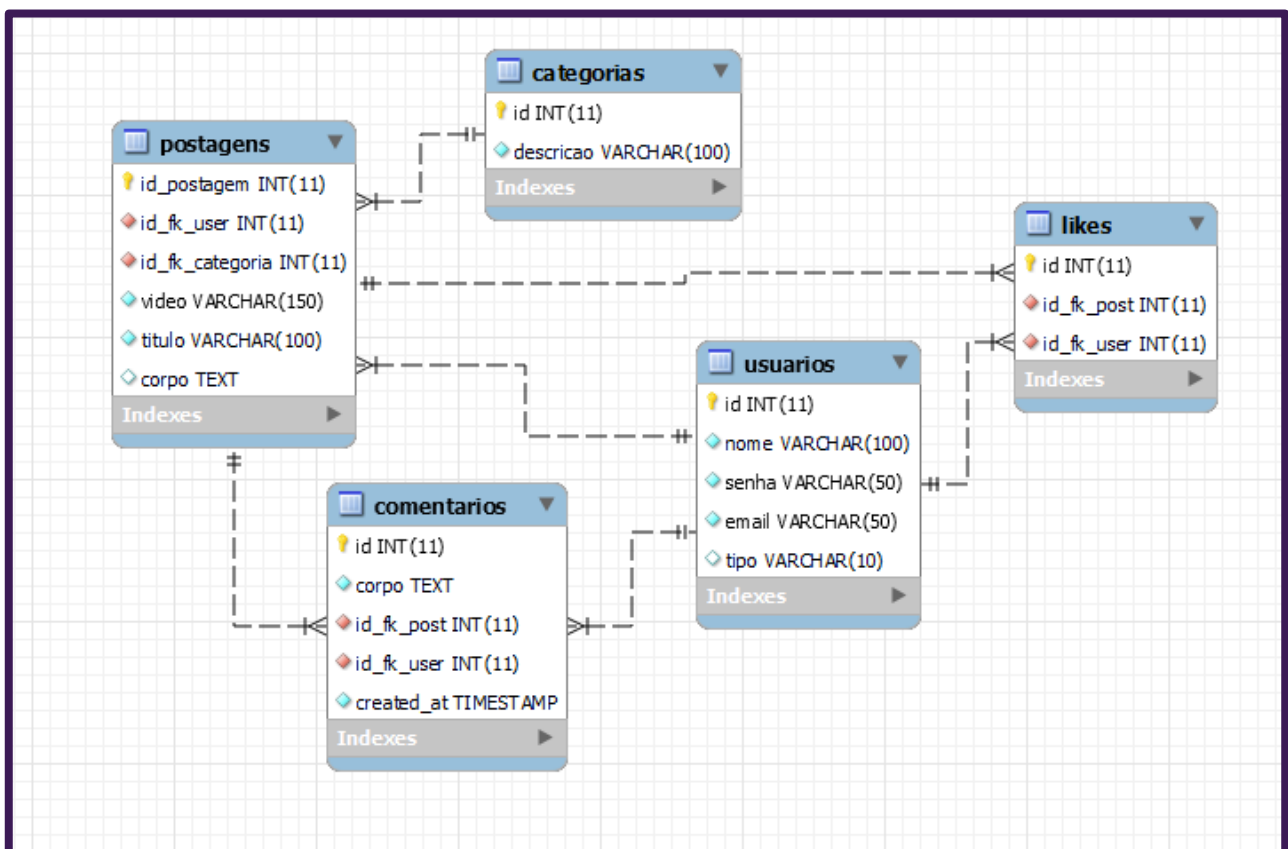 categorias
id INT(11)
descricao VARCHAR(100)
Indexes
postagens
id_postagem INT(11)
id_fk_user INT(11)
id_fk_categoria INT(11)
video VARCHAR(150)
titulo VARCHAR(100)
corpo TEXT
Indexes
likes
id INT(11)
id_fk_post INT(11)
id_fk_user INT(11)
Indexes
usuarios
id INT(11)
nome VARCHAR(100)
senha VARCHAR(50)
email VARCHAR(50)
tipo VARCHAR(10)
Indexes
comentarios
id INT(11)
corpo TEXT
id_fk_post INT(11)
id_fk_user INT(11)
created_at TIMESTAMP
Indexes